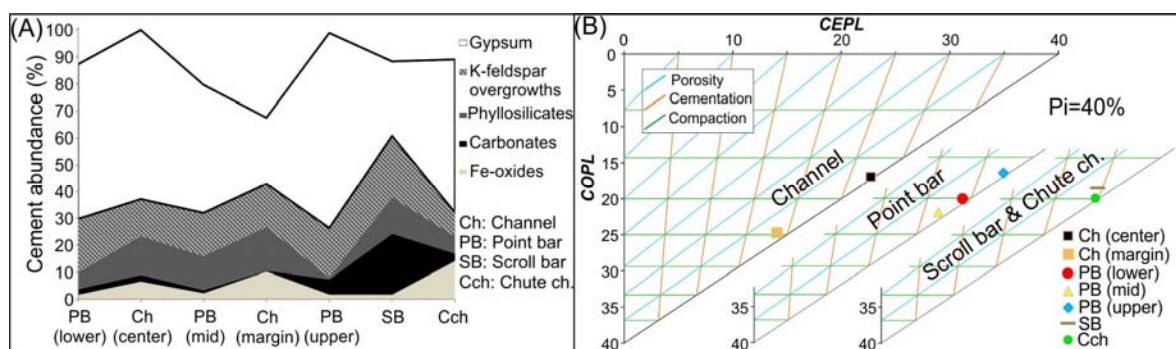 (A)
Cement abundance (%)
100
90
80
70
60
50
40
30
20
10
0
PB (lower)
Ch (center)
PB (mid)
Ch (margin)
PB (upper)
SB
Cch
Gypsum
K-feldspar
overgrowths
Phyllosilicates
Carbonates
Fe-oxides
Ch: Channel
PB: Point bar
SB: Scroll bar
Cch: Chute ch.
(B)
CEPL
0 10 20 30 40
COPL
0
5
10
15
20
25
30
35
40
Porosity
Cementation
Compaction
Pi=40%
Channel
Point bar
Scroll bar & Chute ch.
35
40
35
40
Ch (center)
Ch (margin)
PB (lower)
PB (mid)
PB (upper)
SB
Cch